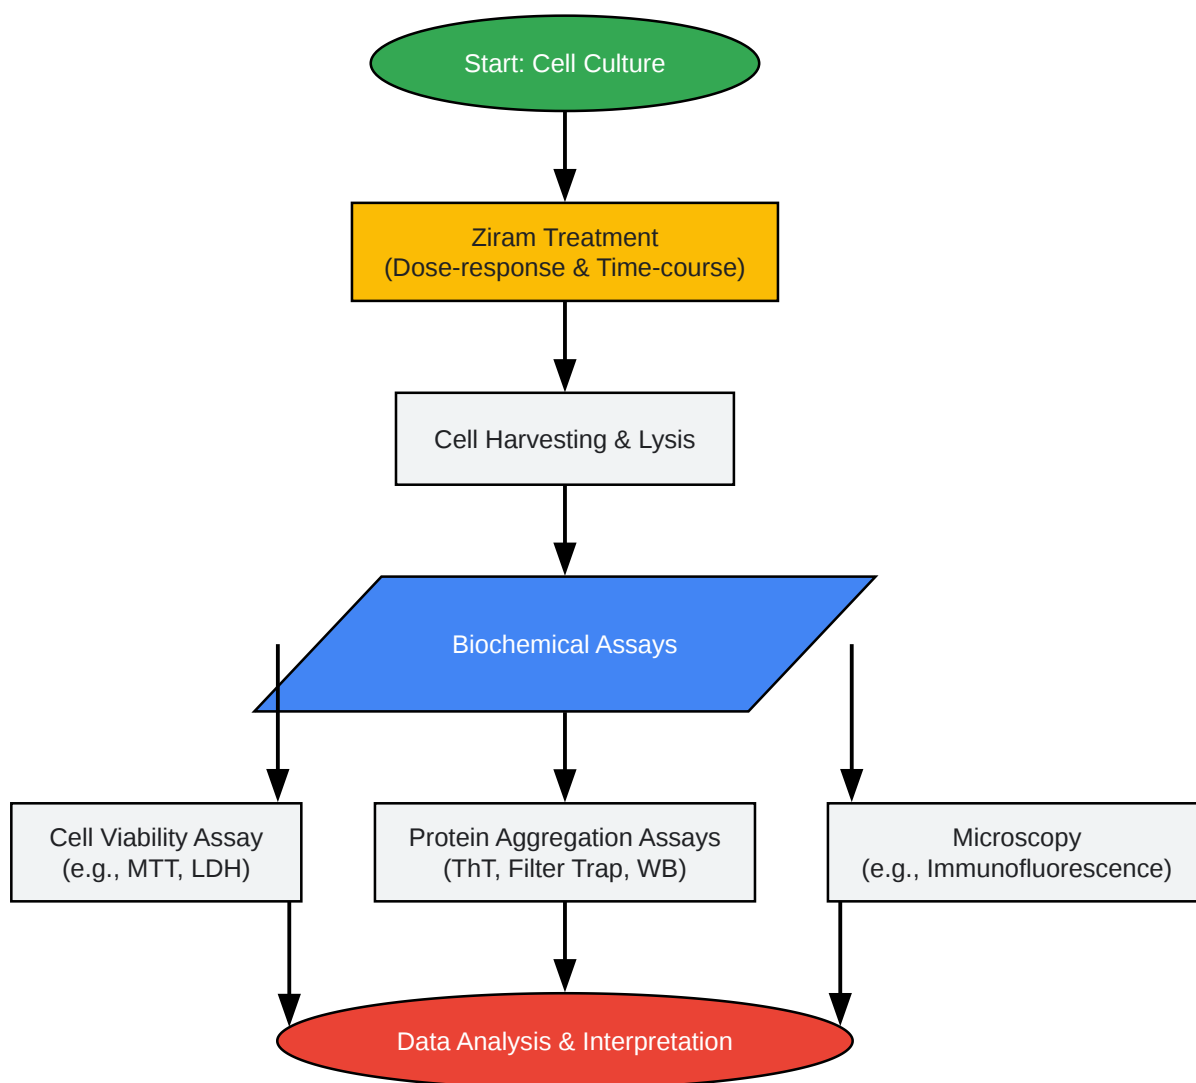 Start: Cell Culture
Ziram Treatment
(Dose-response & Time-course)
Cell Harvesting & Lysis
Biochemical Assays
Cell Viability Assay
(e.g., MTT, LDH)
Protein Aggregation Assays
(ThT, Filter Trap, WB)
Microscopy
(e.g., Immunofluorescence)
Data Analysis & Interpretation